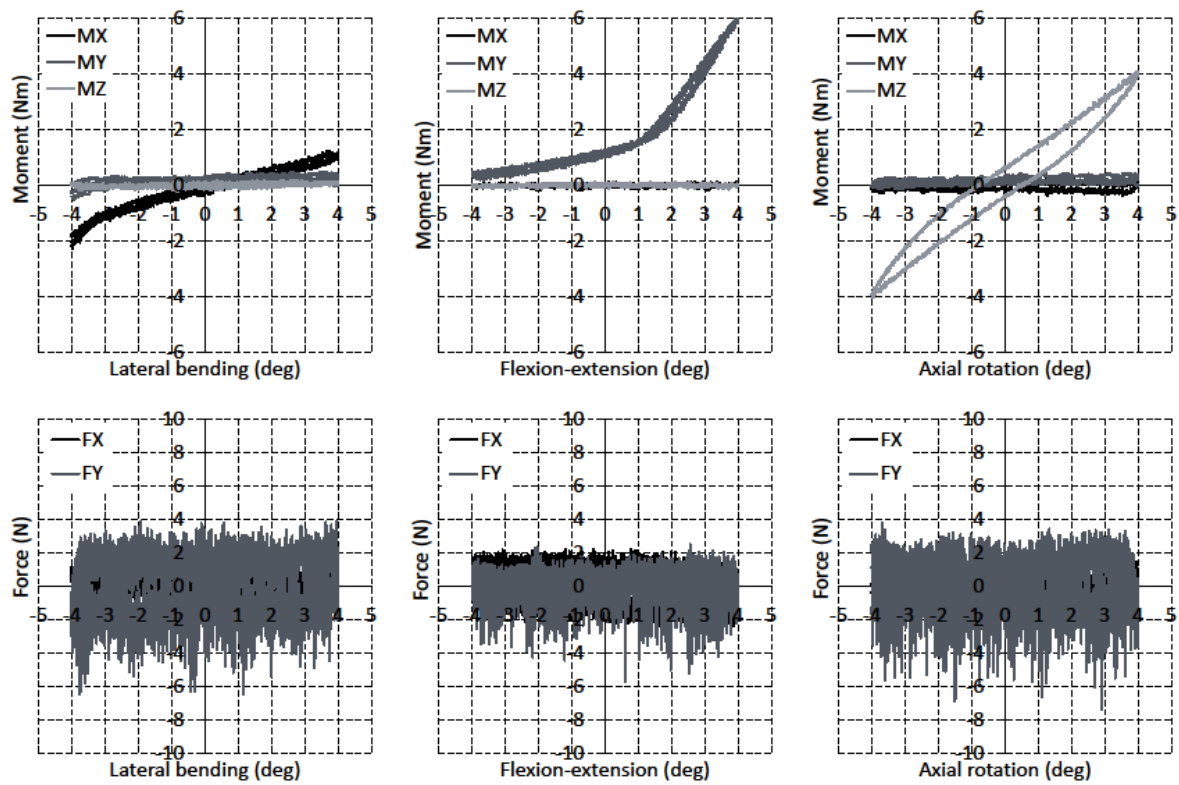 MX
MY
MZ
Moment (Nm)
6
4
2
0
-2
-4
-6
-5 -4 -3 -2 -1 0 1 2 3 4 5
Lateral bending (deg)
MX
MY
MZ
Moment (Nm)
6
4
2
0
-2
-4
-6
-5 -4 -3 -2 -1 0 1 2 3 4 5
Flexion-extension (deg)
MX
MY
MZ
Moment (Nm)
6
4
2
0
-2
-4
-6
-5 -4 -3 -2 -1 0 1 2 3 4 5
Axial rotation (deg)
FX
FY
Force (N)
10
8
6
4
2
0
-2
-4
-6
-8
-10
-5 -4 -3 -2 -1 0 1 2 3 4 5
Lateral bending (deg)
FX
FY
Force (N)
10
8
6
4
2
0
-2
-4
-6
-8
-10
-5 -4 -3 -2 -1 0 1 2 3 4 5
Flexion-extension (deg)
FX
FY
Force (N)
10
8
6
4
2
0
-2
-4
-6
-8
-10
-5 -4 -3 -2 -1 0 1 2 3 4 5
Axial rotation (deg)